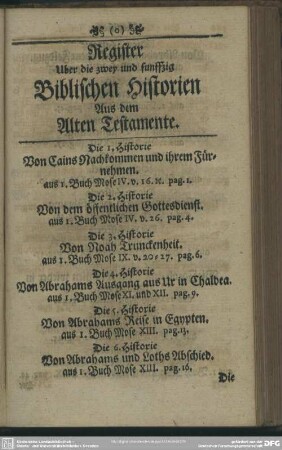 (o)
Register
Uber die zwey und funffzig
Biblischen Historien
Aus dem
Alten Testamente.
Die 1. Historie
Von Cains Nachkommen und ihrem Für-
nehmen.
aus 1. Buch Mose IV. v. 16. pag. 1.
Die 2. Historie
Von dem öffentlichen Gottesdienst.
aus 1. Buch Mose IV. v. 26. pag. 4.
Die 3. Historie
Von Noah Trunckenheit.
aus 1. Buch Mose IX. v. 20-27. pag. 6.
Die 4. Historie
Von Abrahams Ausgang aus Ur in Chaldea.
aus 1. Buch Mose XI. und XII. pag. 9.
Die 5. Historie
Von Abrahams Reise in Egypten.
aus 1. Buch Mose XIII. pag. 13.
Die 6. Historie
Von Abrahams und Loths Abschied.
aus 1. Buch Mose XIII. pag. 16.
Die
DFG